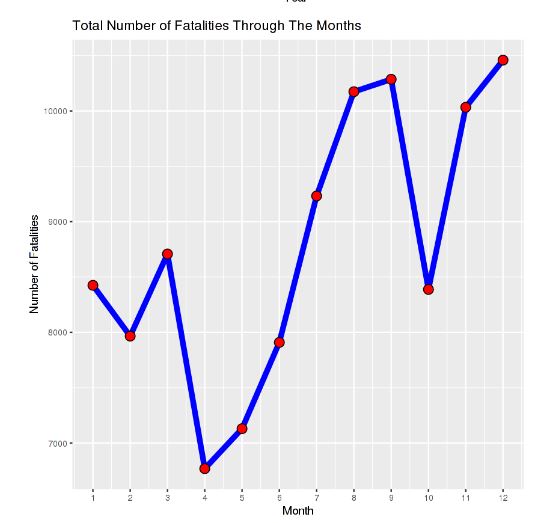 Total Number of Fatalities Through The Months
10000
9000
8000
7000
Number of Fatalities
1 2 3 4 5 6 7 8 9 10 11 12
Month